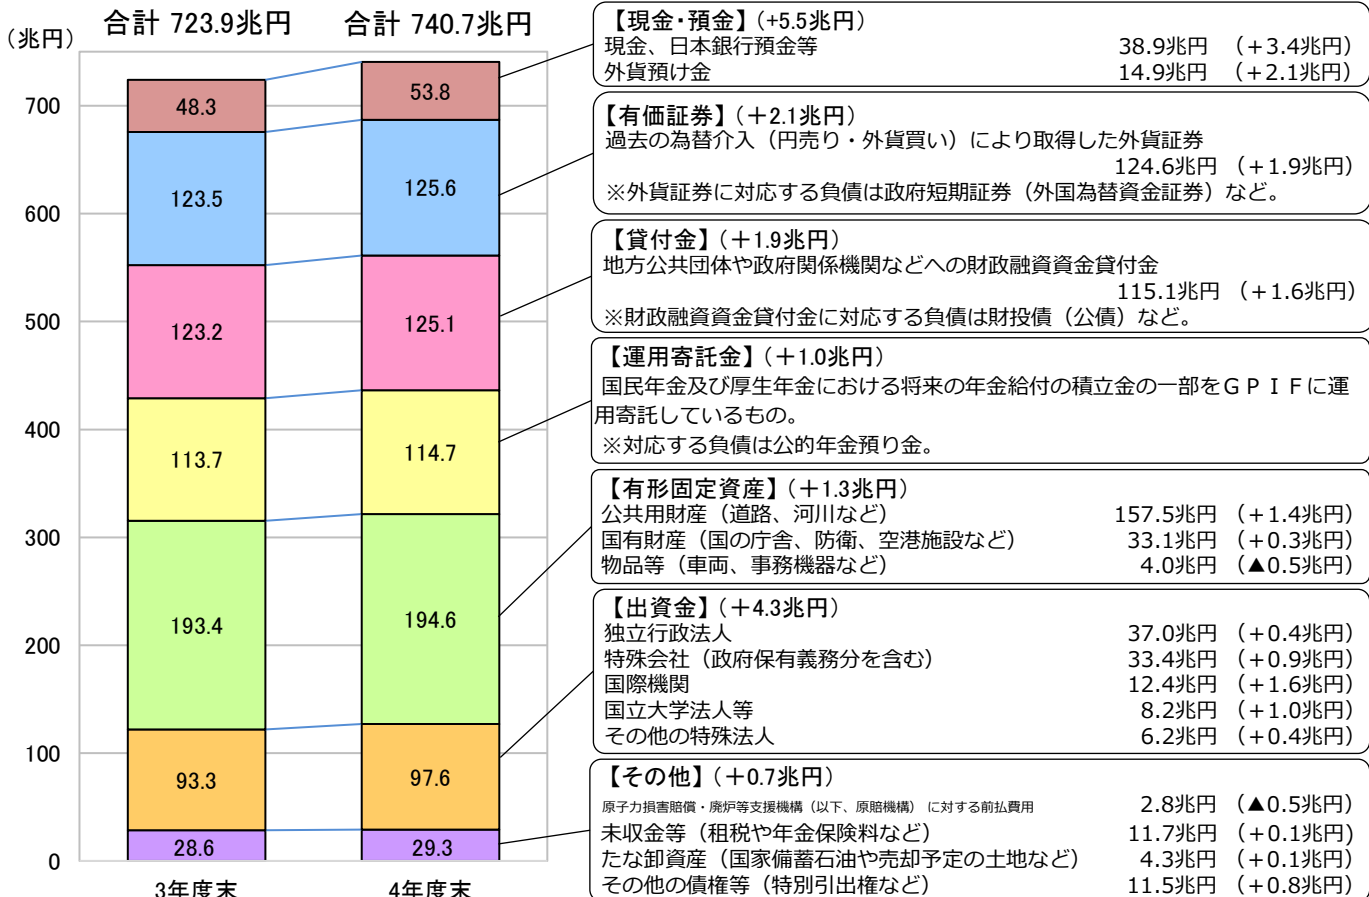 合計 723.9兆円
合計 740.7兆円
（兆円）
700
600
500
400
300
200
100
0
48.3
123.5
123.2
113.7
193.4
93.3
28.6
3年度末
53.8
125.6
125.1
114.7
194.6
97.6
29.3
4年度末
【現金・預金】（+5.5兆円）
現金、日本銀行預金等 38.9兆円 （＋3.4兆円）
外貨預け金 14.9兆円 （＋2.1兆円）
【有価証券】（＋2.1兆円）
過去の為替介入（円売り・外貨買い）により取得した外貨証券
124.6兆円 （＋1.9兆円）
※外貨証券に対応する負債は政府短期証券（外国為替資金証券）など。
【貸付金】（＋1.9兆円）
地方公共団体や政府関係機関などへの財政融資資金貸付金
115.1兆円 （＋1.6兆円）
※財政融資資金貸付金に対応する負債は財投債（公債）など。
【運用寄託金】（＋1.0兆円）
国民年金及び厚生年金における将来の年金給付の積立金の一部をＧＰＩＦに運
用寄託しているもの。
※対応する負債は公的年金預り金。
【有形固定資産】（＋1.3兆円）
公共用財産（道路、河川など） 157.5兆円 （＋1.4兆円）
国有財産（国の庁舎、防衛、空港施設など） 33.1兆円 （＋0.3兆円）
物品等（車両、事務機器など） 4.0兆円 （▲0.5兆円）
【出資金】（＋4.3兆円）
独立行政法人 37.0兆円 （＋0.4兆円）
特殊会社（政府保有義務分を含む） 33.4兆円 （＋0.9兆円）
国際機関 12.4兆円 （＋1.6兆円）
国立大学法人等 8.2兆円 （＋1.0兆円）
その他の特殊法人 6.2兆円 （＋0.4兆円）
【その他】（＋0.7兆円）
原子力損害賠償・廃炉等支援機構（以下、原賠機構） に対する前払費用 2.8兆円 （▲0.5兆円）
未収金等（租税や年金保険料など） 11.7兆円 （＋0.1兆円）
たな卸資産（国家備蓄石油や売却予定の土地など） 4.3兆円 （＋0.1兆円）
その他の債権等（特別引出権など） 11.5兆円 （＋0.8兆円）